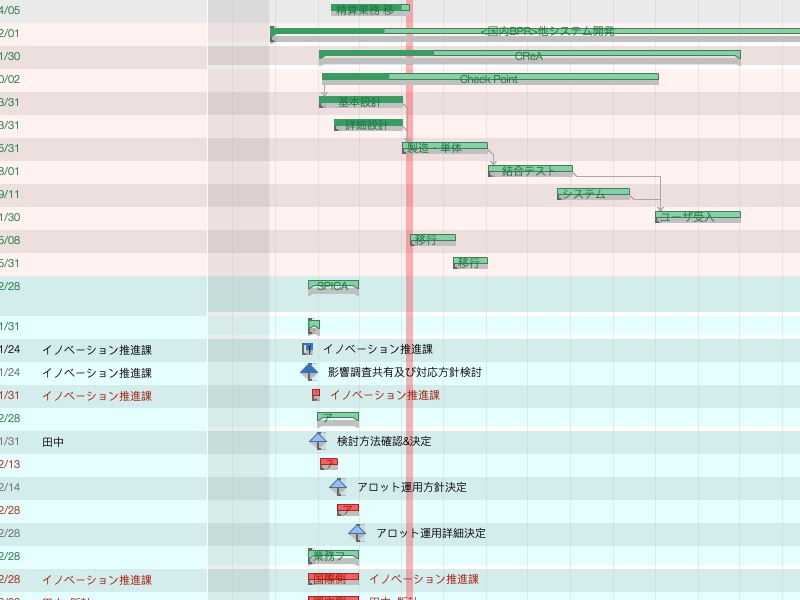 4/05 精算業務 移
2/01 <国内BPR>他システム開発
1/30 CReA
0/02 Check Point
3/31 基本設計
3/31 詳細設計
5/31 製造・単体
8/01 結合テスト
9/11 システム
1/30 ユーザ受入
5/08 移行
5/31 移行
2/28 SPICA
1/31
1/24 イノベーション推進課 イノベーション推進課
1/24 イノベーション推進課 影響調査共有及び対応方針検討
1/31 イノベーション推進課 イノベーション推進課
2/28 ア
1/31 田中 検討方法確認&決定
2/13 ア
2/14 アロット運用方針決定
2/28 ア
2/28 アロット運用詳細決定
2/28 業務フ
2/28 イノベーション推進課 国際側 イノベーション推進課